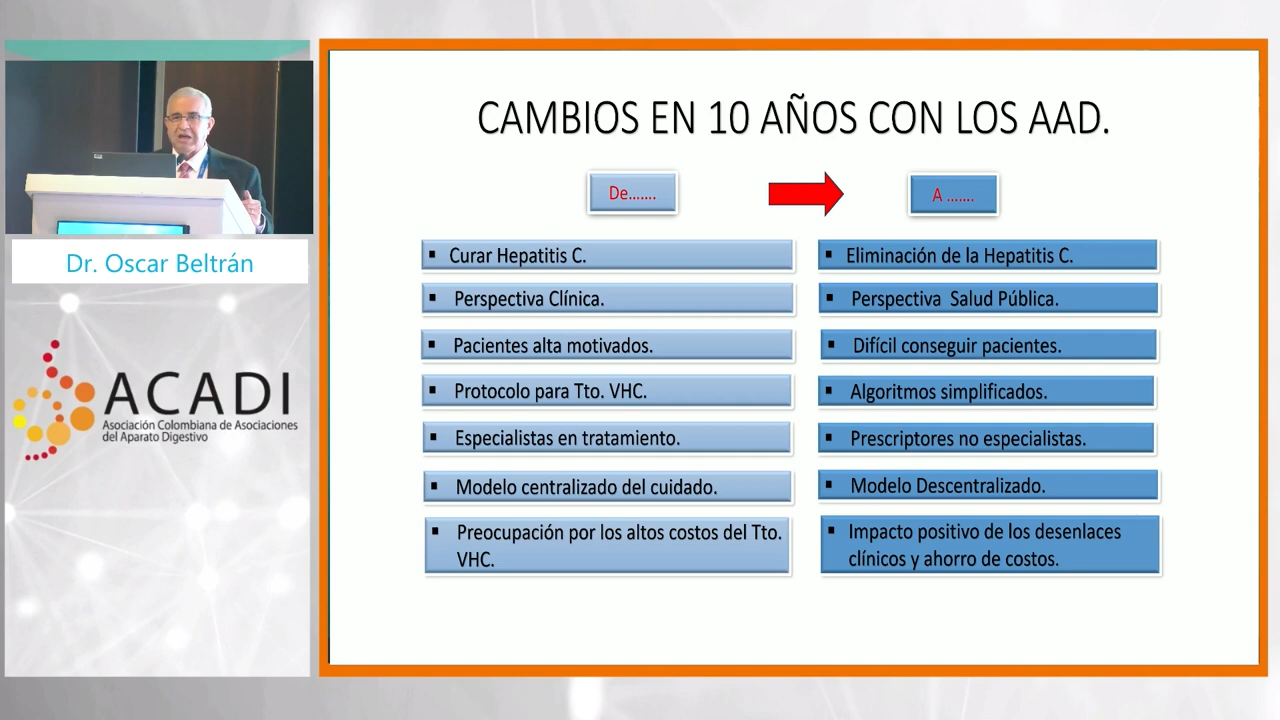 Dr. Oscar Beltrán
ACADI
Asociación Colombiana de Asociaciones
del Aparato Digestivo
CAMBIOS EN 10 AÑOS CON LOS AAD.
De.......
A .......
▪ Curar Hepatitis C.
▪ Eliminación de la Hepatitis C.
▪ Perspectiva Clínica.
▪ Perspectiva Salud Pública.
▪ Pacientes alta motivados.
▪ Difícil conseguir pacientes.
▪ Protocolo para Tto. VHC.
▪ Algoritmos simplificados.
▪ Especialistas en tratamiento.
▪ Prescriptores no especialistas.
▪ Modelo centralizado del cuidado.
▪ Modelo Descentralizado.
▪ Preocupación por los altos costos del Tto.
VHC.
▪ Impacto positivo de los desenlaces
clínicos y ahorro de costos.